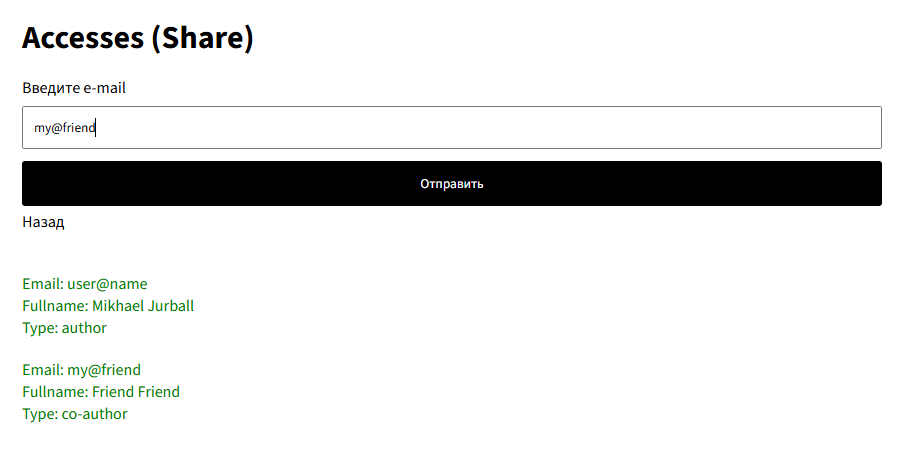 Accesses (Share)
Введите e-mail
my@friend
Отправить
Назад
Email: user@name
Fullname: Mikhael Jurball
Type: author
Email: my@friend
Fullname: Friend Friend
Type: co-author